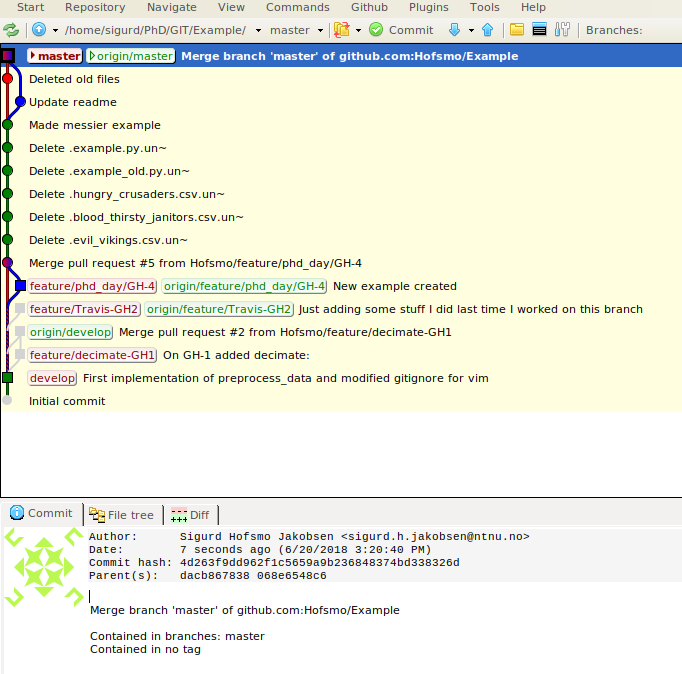 Start Repository Navigate View Commands Github Plugins Tools Help
/home/sigurd/PhD/GIT/Example/ master Commit Branches:
master origin/master Merge branch 'master' of github.com:Hofsmo/Example
Deleted old files
Update readme
Made messier example
Delete .example.py.un~
Delete .example_old.py.un~
Delete .hungry_crusaders.csv.un~
Delete .blood_thirsty_janitors.csv.un~
Delete .evil_vikings.csv.un~
Merge pull request #5 from Hofsmo/feature/phd_day/GH-4
feature/phd_day/GH-4 origin/feature/phd_day/GH-4 New example created
feature/Travis-GH2 origin/feature/Travis-GH2 Just adding some stuff I did last time I worked on this branch
origin/develop Merge pull request #2 from Hofsmo/feature/decimate-GH1
feature/decimate-GH1 On GH-1 added decimate:
develop First implementation of preprocess_data and modified gitignore for vim
Initial commit
Commit File tree Diff
Author: Sigurd Hofsmo Jakobsen <sigurd.h.jakobsen@ntnu.no>
Date: 7 seconds ago (6/20/2018 3:20:40 PM)
Commit hash: 4d263f9dd962f1c5659a9b236848374bd338326d
Parent(s): dacb867838 068e6548c6
Merge branch 'master' of github.com:Hofsmo/Example
Contained in branches: master
Contained in no tag